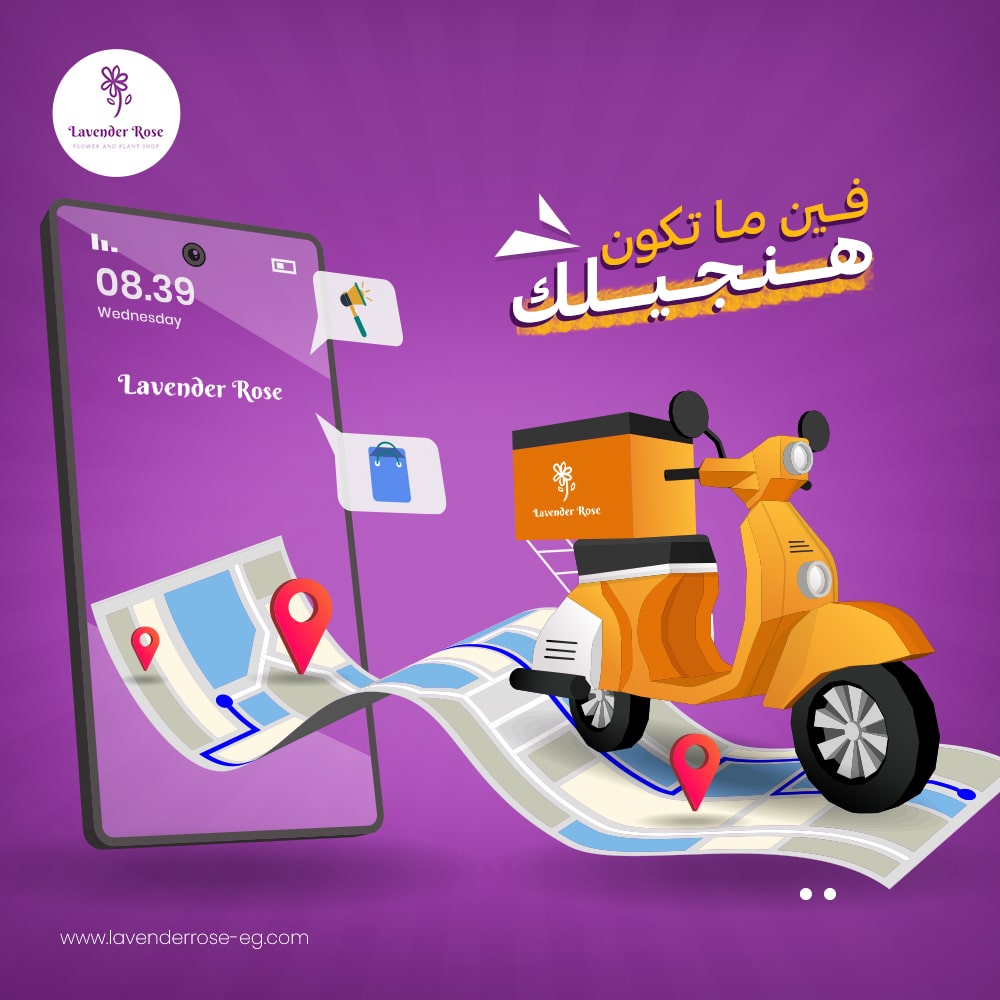 Lavender Rose
FLOWER AND PLANT SHOP
فين ما تكون
هنجيلك
08.39
Wednesday
Lavender Rose
Lavender Rose
www.lavenderrose-eg.com